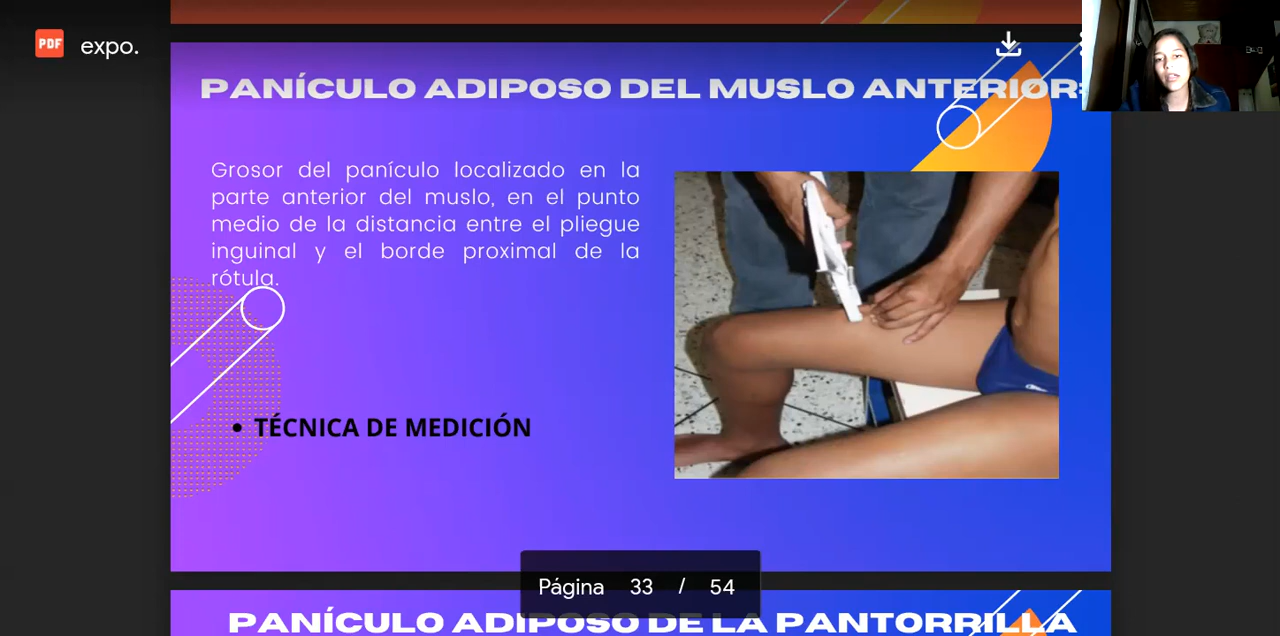 PDF expo.
PANÍCULO ADIPOSO DEL MUSLO ANTERIOR:
Grosor del panículo localizado en la
parte anterior del muslo, en el punto
medio de la distancia entre el pliegue
inguinal y el borde proximal de la
rótula.
• TÉCNICA DE MEDICIÓN
Página 33 / 54
PANÍCULO ADIPOSO DE LA PANTORRILLA